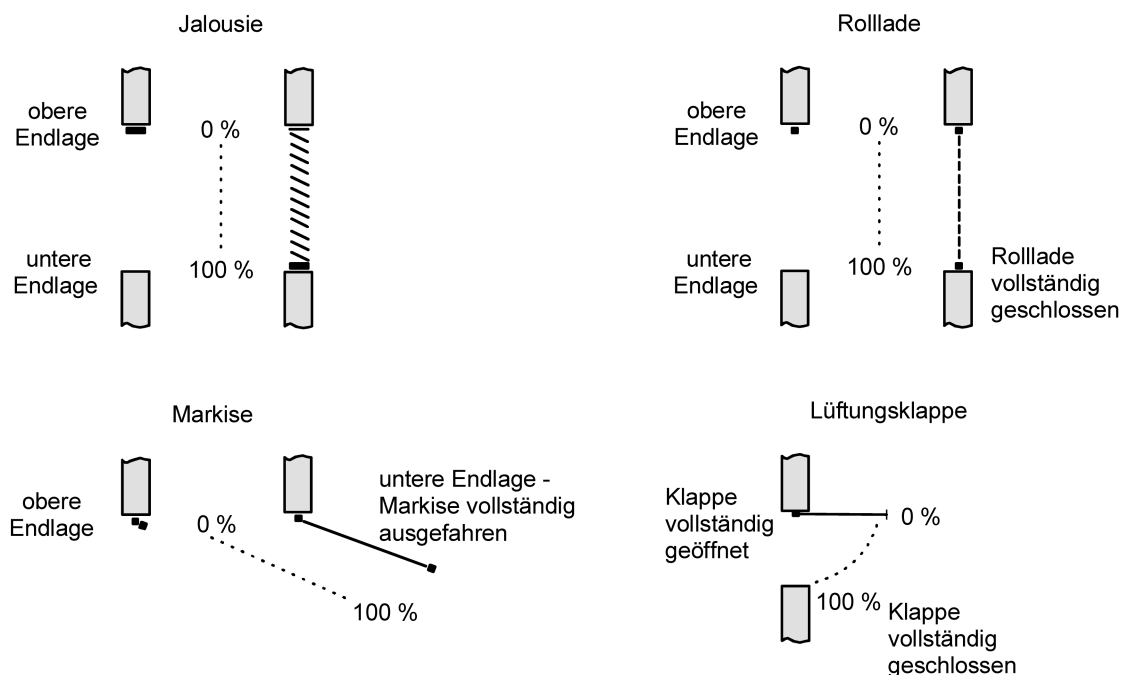 Jalousie
obere
Endlage
0 %
untere
Endlage
100 %
Rolllade
obere
Endlage
0 %
untere
Endlage
100 %
Rolllade
vollständig
geschlossen
Markise
obere
Endlage
0 %
untere Endlage -
Markise vollständig
ausgefahren
100 %
Lüftungsklappe
Klappe
vollständig
geöffnet
0 %
100 %
Klappe
vollständig
geschlossen